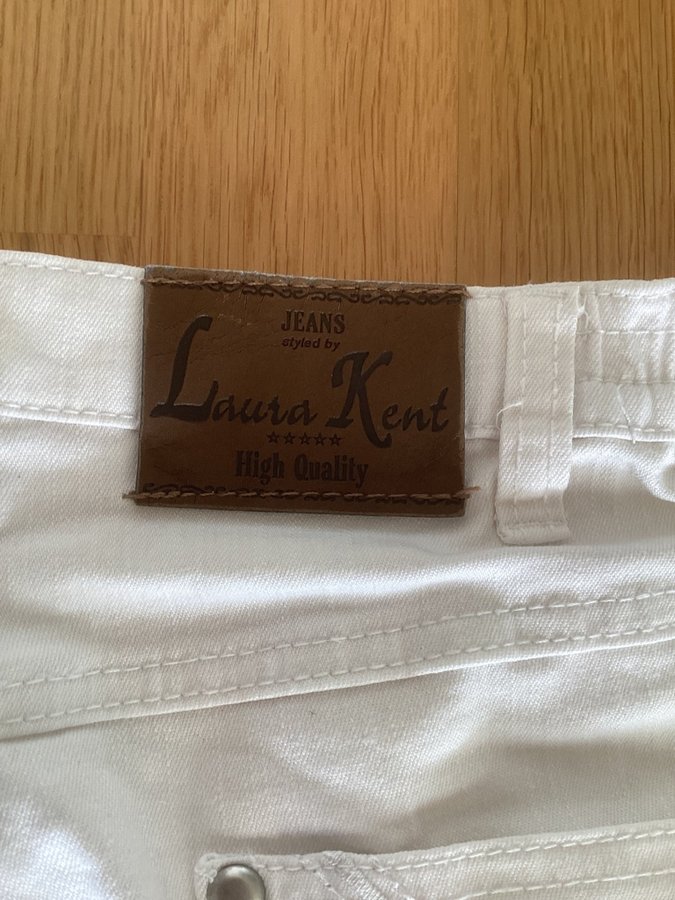 JEANS
styled by
Laura Kent
☆☆☆☆☆
High Quality